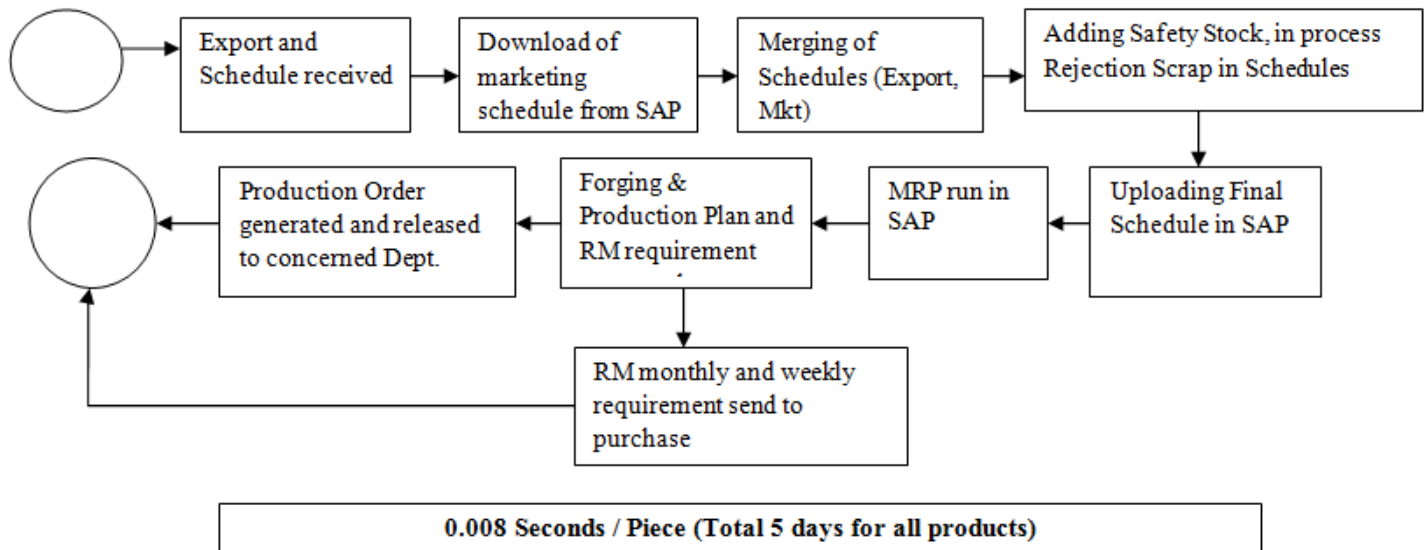 Export and
Schedule received
Download of
marketing
schedule from SAP
Merging of
Schedules (Export,
Mkt)
Adding Safety Stock, in process
Rejection Scrap in Schedules
Uploading Final
Schedule in SAP
MRP run in
SAP
Forging &
Production Plan and
RM requirement
Production Order
generated and released
to concerned Dept.
RM monthly and weekly
requirement send to
purchase
0.008 Seconds / Piece (Total 5 days for all products)